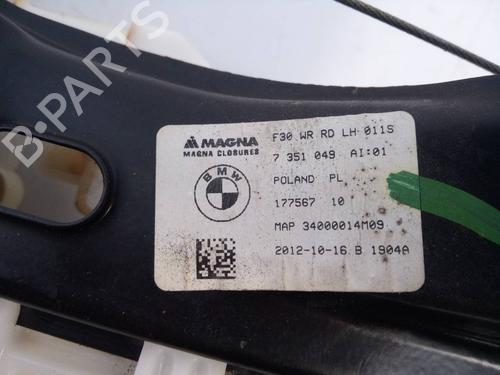 MAGNA
MAGNA CLOSURES
BMW
F30 WR RD LH 011S
7 351 049 AI:01
POLAND PL
177567 10
MAP 34000014M09
2012-10-16 B 1904A
B-PARTS